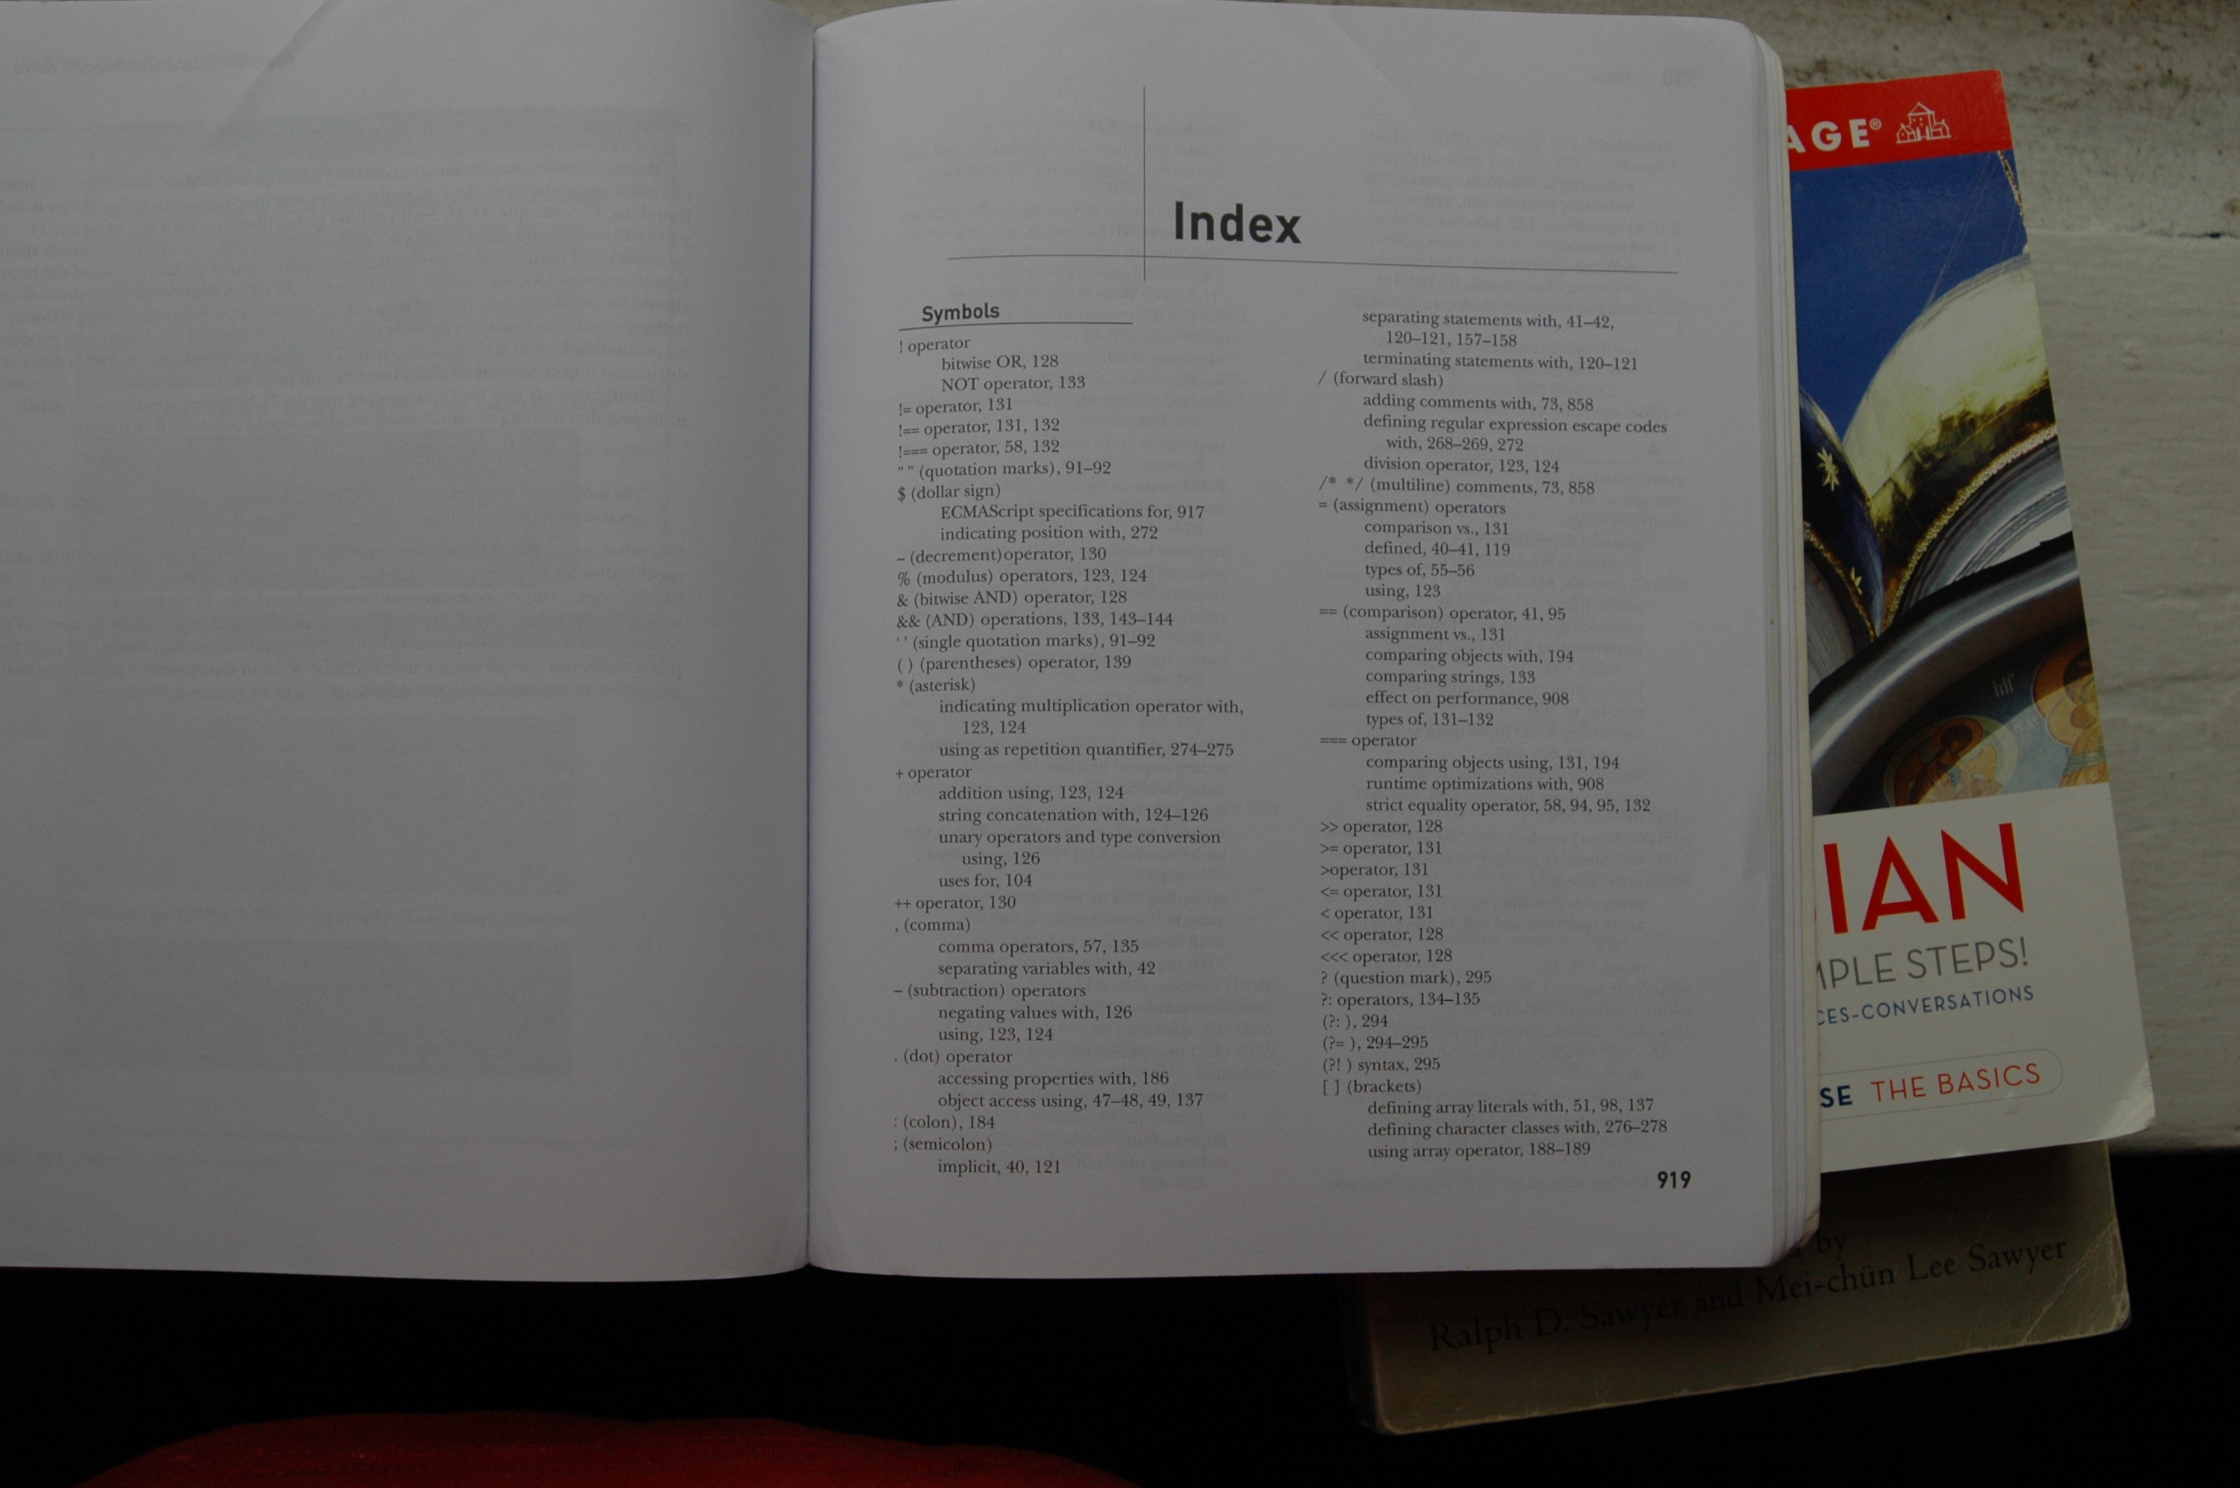 Index
Symbols
! operator
bitwise OR, 128
NOT operator, 133
!= operator, 131
!== operator, 131, 132
!=== operator, 58, 132
" " (quotation marks), 91–92
$ (dollar sign)
ECMAScript specifications for, 917
indicating position with, 272
– (decrement)operator, 130
% (modulus) operators, 123, 124
& (bitwise AND) operator, 128
&& (AND) operations, 133, 143–144
' ' (single quotation marks), 91–92
( ) (parentheses) operator, 139
* (asterisk)
indicating multiplication operator with,
123, 124
using as repetition quantifier, 274–275
+ operator
addition using, 123, 124
string concatenation with, 124–126
unary operators and type conversion
using, 126
uses for, 104
++ operator, 130
, (comma)
comma operators, 57, 135
separating variables with, 42
– (subtraction) operators
negating values with, 126
using, 123, 124
. (dot) operator
accessing properties with, 186
object access using, 47–48, 49, 137
: (colon), 184
; (semicolon)
implicit, 40, 121
separating statements with, 41–42,
120–121, 157–158
terminating statements with, 120–121
/ (forward slash)
adding comments with, 73, 858
defining regular expression escape codes
with, 268–269, 272
division operator, 123, 124
/* */ (multiline) comments, 73, 858
= (assignment) operators
comparison vs., 131
defined, 40–41, 119
types of, 55–56
using, 123
== (comparison) operator, 41, 95
assignment vs., 131
comparing objects with, 194
comparing strings, 133
effect on performance, 908
types of, 131–132
=== operator
comparing objects using, 131, 194
runtime optimizations with, 908
strict equality operator, 58, 94, 95, 132
>> operator, 128
>= operator, 131
>operator, 131
<= operator, 131
< operator, 131
<< operator, 128
<<< operator, 128
? (question mark), 295
?: operators, 134–135
(?: ), 294
(?= ), 294–295
(?! ) syntax, 295
[ ] (brackets)
defining array literals with, 51, 98, 137
defining character classes with, 276–278
using array operator, 188–189
919
AGE®
IAN
MPLE STEPS!
CES–CONVERSATIONS
SE THE BASICS
by
Ralph D. Sawyer and Mei-chün Lee Sawyer